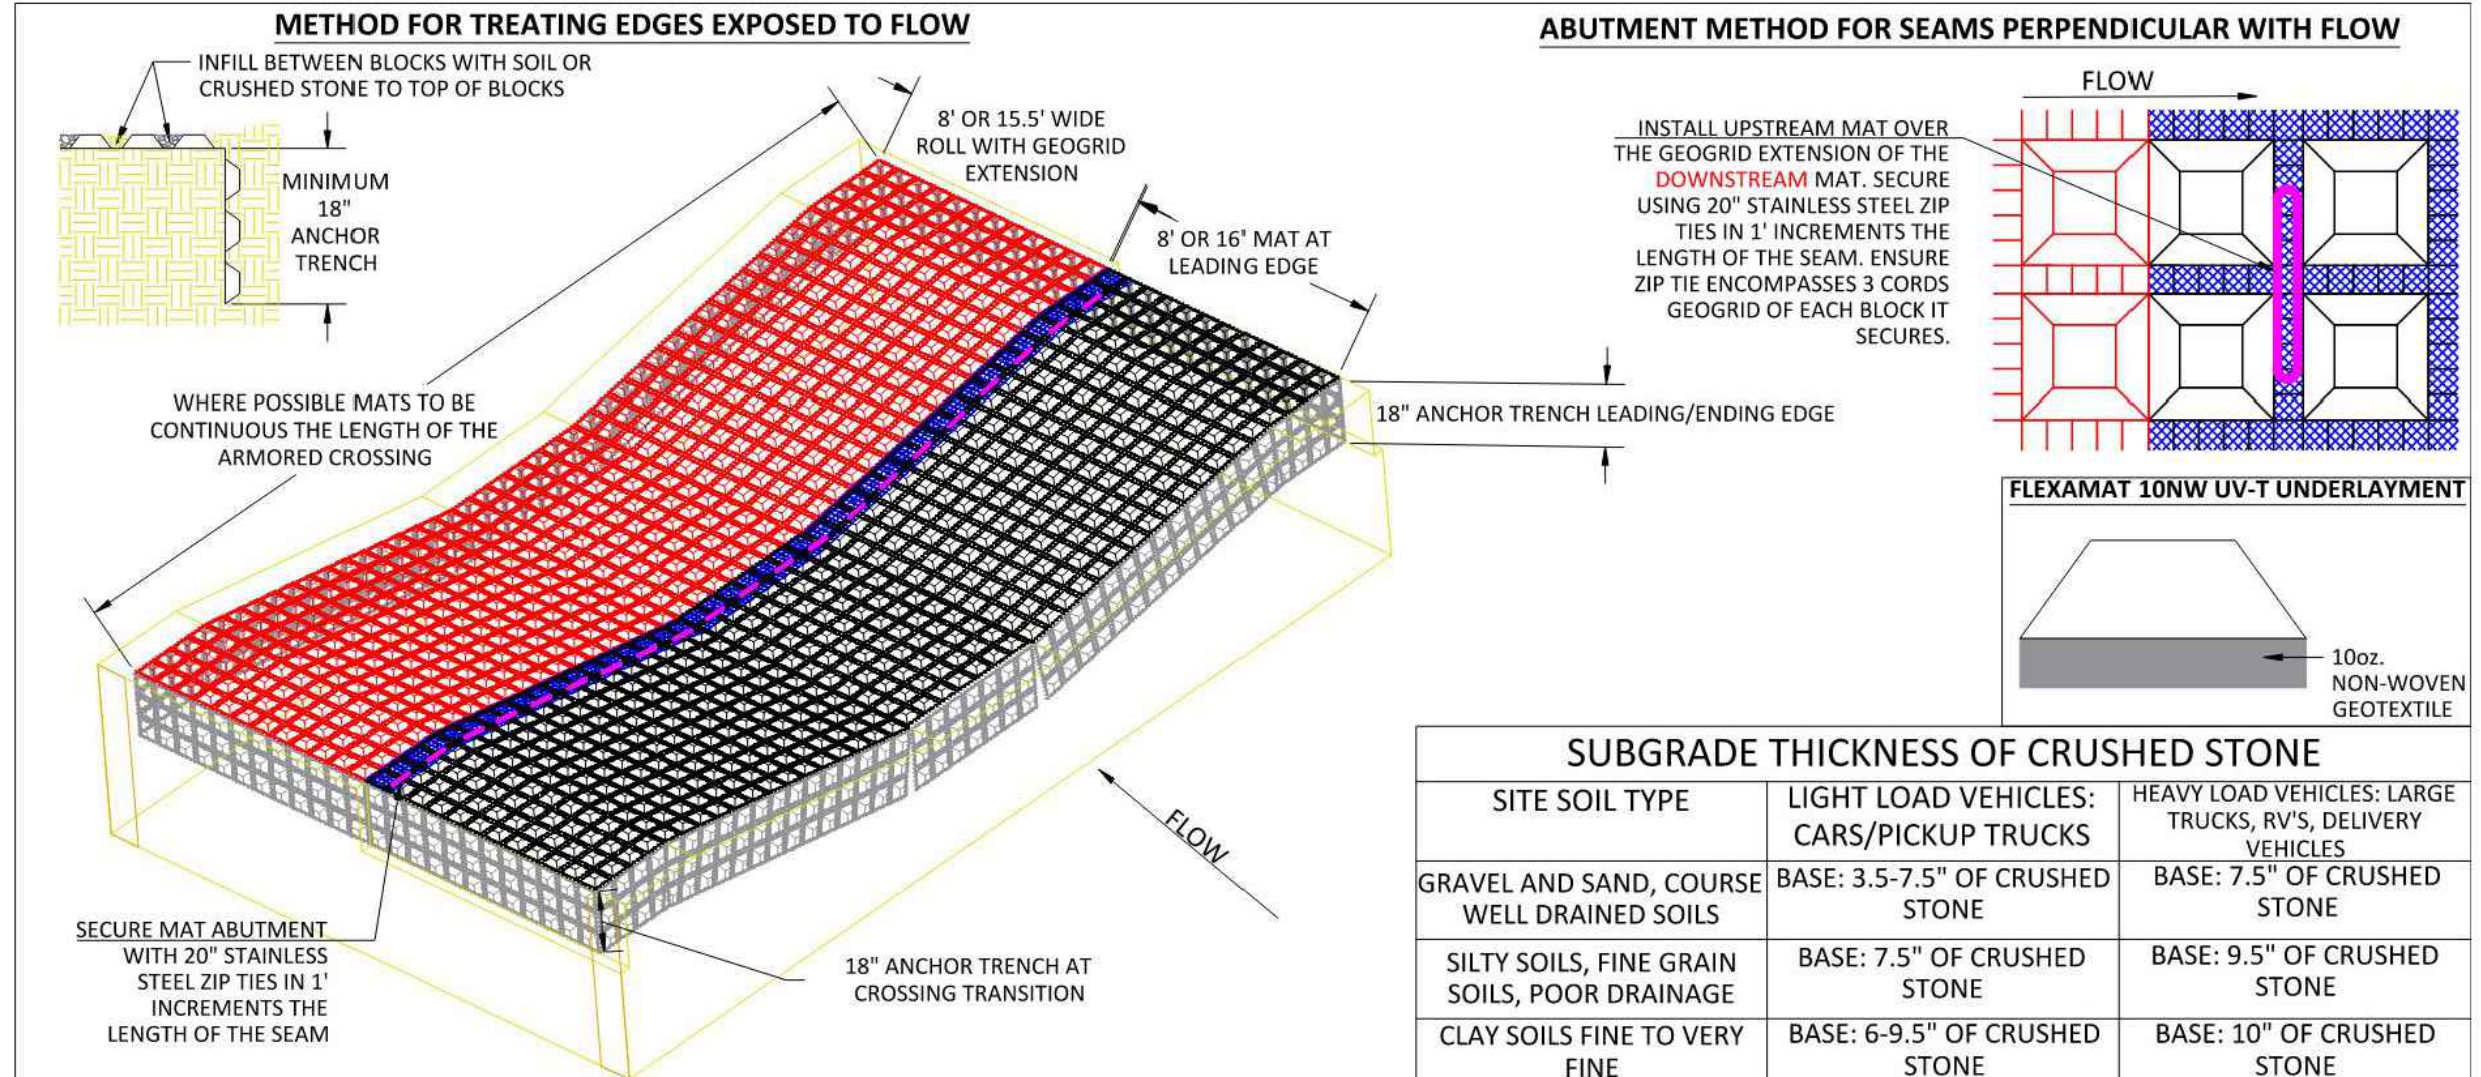 METHOD FOR TREATING EDGES EXPOSED TO FLOW
INFILL BETWEEN BLOCKS WITH SOIL OR
CRUSHED STONE TO TOP OF BLOCKS
MINIMUM
18"
ANCHOR
TRENCH
8' OR 15.5' WIDE
ROLL WITH GEOGRID
EXTENSION
8' OR 16' MAT AT
LEADING EDGE
WHERE POSSIBLE MATS TO BE
CONTINUOUS THE LENGTH OF THE
ARMORED CROSSING
18" ANCHOR TRENCH LEADING/ENDING EDGE
FLOW
SECURE MAT ABUTMENT
WITH 20" STAINLESS
STEEL ZIP TIES IN 1'
INCREMENTS THE
LENGTH OF THE SEAM
18" ANCHOR TRENCH AT
CROSSING TRANSITION
ABUTMENT METHOD FOR SEAMS PERPENDICULAR WITH FLOW
FLOW
INSTALL UPSTREAM MAT OVER
THE GEOGRID EXTENSION OF THE
DOWNSTREAM MAT. SECURE
USING 20" STAINLESS STEEL ZIP
TIES IN 1' INCREMENTS THE
LENGTH OF THE SEAM. ENSURE
ZIP TIE ENCOMPASSES 3 CORDS
GEOGRID OF EACH BLOCK IT
SECURES.
FLEXAMAT 10NW UV-T UNDERLAYMENT
10oz.
NON-WOVEN
GEOTEXTILE
SUBGRADE THICKNESS OF CRUSHED STONE
SITE SOIL TYPE
LIGHT LOAD VEHICLES:
CARS/PICKUP TRUCKS
HEAVY LOAD VEHICLES: LARGE
TRUCKS, RV'S, DELIVERY
VEHICLES
GRAVEL AND SAND, COURSE
WELL DRAINED SOILS
BASE: 3.5-7.5" OF CRUSHED
STONE
BASE: 7.5" OF CRUSHED
STONE
SILTY SOILS, FINE GRAIN
SOILS, POOR DRAINAGE
BASE: 7.5" OF CRUSHED
STONE
BASE: 9.5" OF CRUSHED
STONE
CLAY SOILS FINE TO VERY
FINE
BASE: 6-9.5" OF CRUSHED
STONE
BASE: 10" OF CRUSHED
STONE